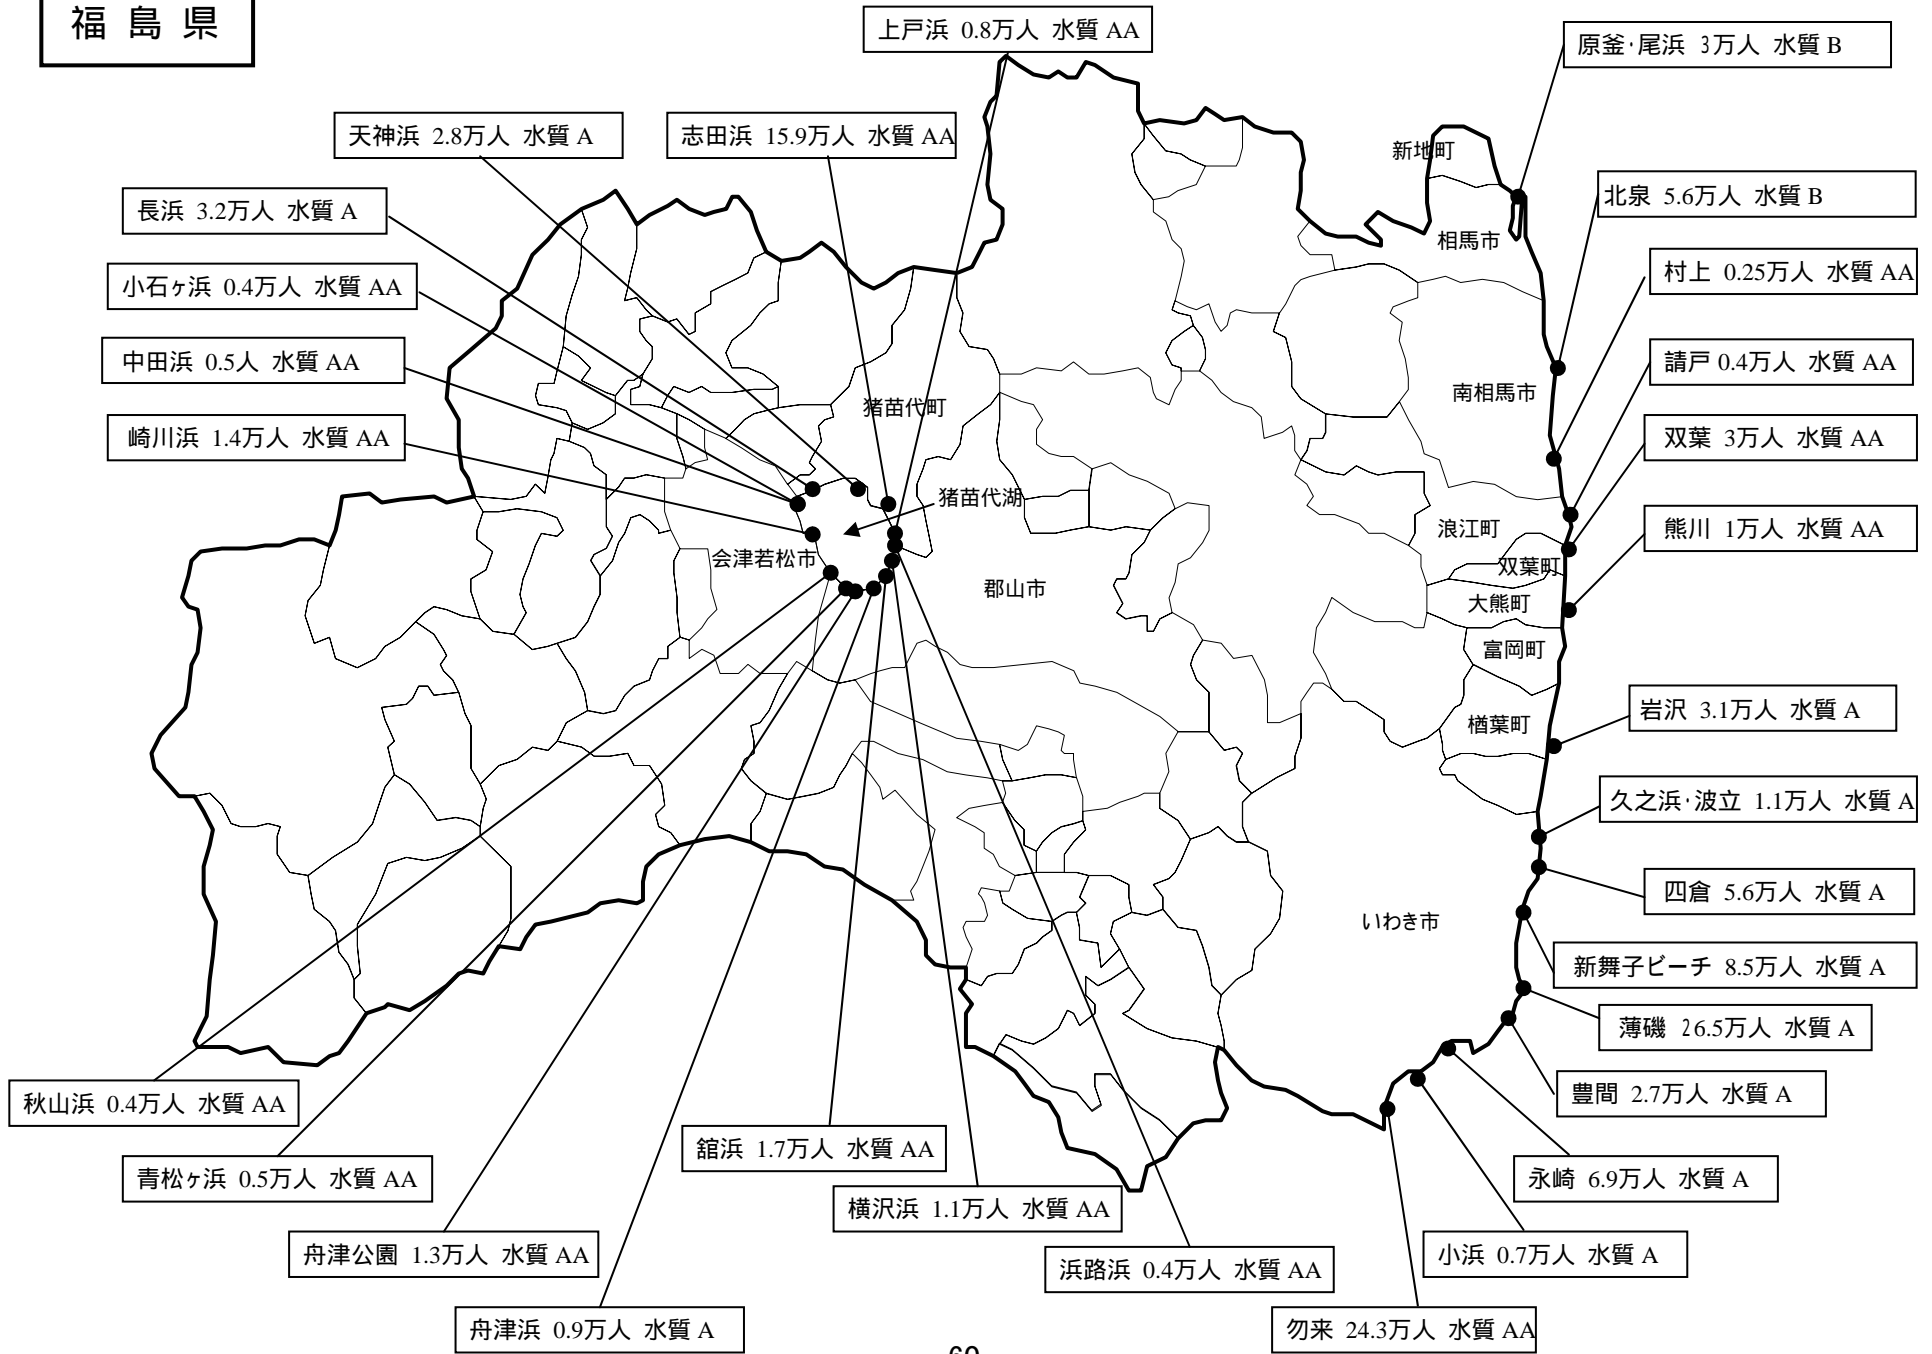 福島県
上戸浜 0.8万人 水質 AA
原釜・尾浜 3万人 水質 B
天神浜 2.8万人 水質 A
志田浜 15.9万人 水質 AA
新地町
北泉 5.6万人 水質 B
長浜 3.2万人 水質 A
相馬市
村上 0.25万人 水質 AA
小石ヶ浜 0.4万人 水質 AA
請戸 0.4万人 水質 AA
中田浜 0.5人 水質 AA
南相馬市
猪苗代町
双葉 3万人 水質 AA
崎川浜 1.4万人 水質 AA
猪苗代湖
浪江町
熊川 1万人 水質 AA
会津若松市
双葉町
郡山市
大熊町
富岡町
岩沢 3.1万人 水質 A
楢葉町
久之浜・波立 1.1万人 水質 A
四倉 5.6万人 水質 A
いわき市
新舞子ビーチ 8.5万人 水質 A
薄磯 26.5万人 水質 A
豊間 2.7万人 水質 A
秋山浜 0.4万人 水質 AA
舘浜 1.7万人 水質 AA
青松ヶ浜 0.5万人 水質 AA
永崎 6.9万人 水質 A
横沢浜 1.1万人 水質 AA
舟津公園 1.3万人 水質 AA
小浜 0.7万人 水質 A
浜路浜 0.4万人 水質 AA
舟津浜 0.9万人 水質 A
勿来 24.3万人 水質 AA